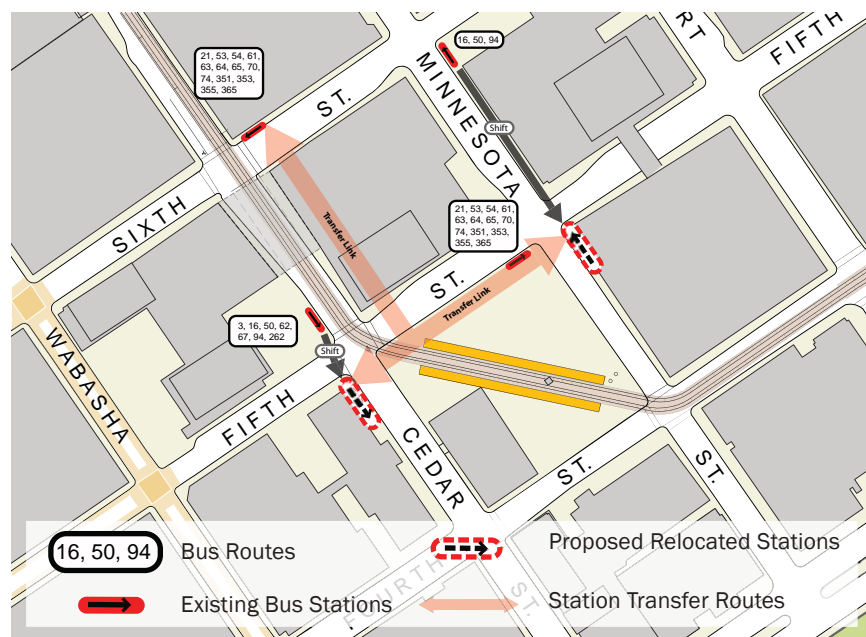 21, 53, 54, 61,
63, 64, 65, 70,
74, 351, 353,
355, 365
16, 50, 94
MINNESOTA
RT
FIFTH
Shift
ST.
SIXTH
Transfer Link
21, 53, 54, 61,
63, 64, 65, 70,
74, 351, 353,
355, 365
ST.
Transfer Link
3, 16, 50, 62,
67, 94, 262
Shift
WABASHA
FIFTH
CEDAR
ST.
ST.
16, 50, 94
Bus Routes
Proposed Relocated Stations
Existing Bus Stations
Station Transfer Routes
FOURTH
ST.